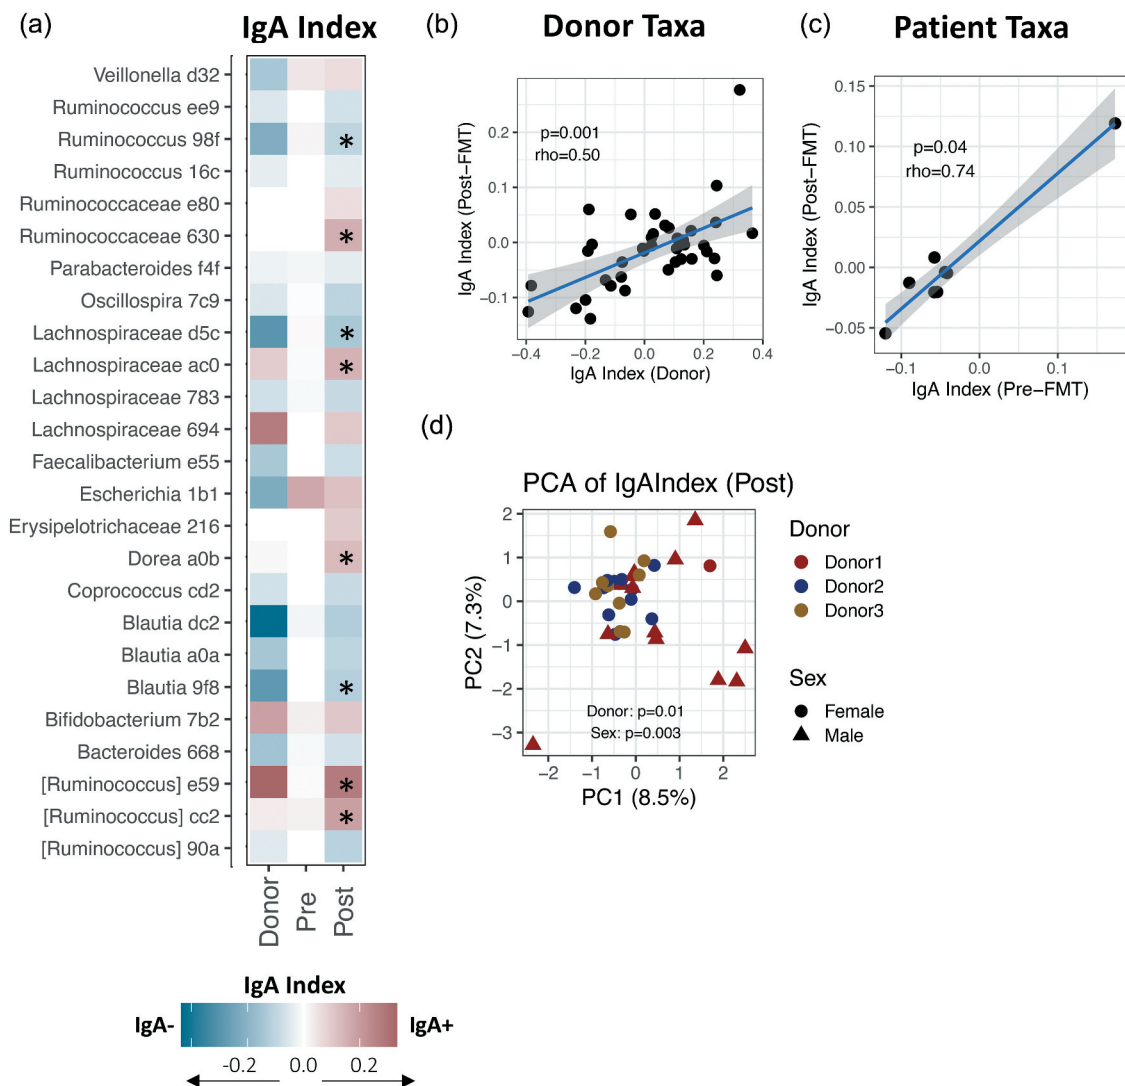 (a)
IgA Index
Veillonella d32
Ruminococcus ee9
Ruminococcus 98f
*
Ruminococcus 16c
Ruminococcaceae e80
Ruminococcaceae 630
*
Parabacteroides f4f
Oscillospira 7c9
Lachnospiraceae d5c
*
Lachnospiraceae ac0
*
Lachnospiraceae 783
Lachnospiraceae 694
Faecalibacterium e55
Escherichia 1b1
Erysipelotrichaceae 216
Dorea a0b
*
Coprococcus cd2
Blautia dc2
Blautia a0a
Blautia 9f8
*
Bifidobacterium 7b2
Bacteroides 668
[Ruminococcus] e59
*
[Ruminococcus] cc2
*
[Ruminococcus] 90a
Donor
Pre
Post
IgA Index
IgA-
IgA+
-0.2 0.0 0.2
(b)
Donor Taxa
IgA Index (Post−FMT)
0.2
0.1
0.0
−0.1
p=0.001
rho=0.50
−0.4 −0.2 0.0 0.2 0.4
IgA Index (Donor)
(c)
Patient Taxa
IgA Index (Post−FMT)
0.15
0.10
0.05
0.00
−0.05
p=0.04
rho=0.74
−0.1 0.0 0.1
IgA Index (Pre−FMT)
(d)
PCA of IgAIndex (Post)
PC2 (7.3%)
2
1
0
−1
−2
−3
Donor: p=0.01
Sex: p=0.003
−2 −1 0 1 2
PC1 (8.5%)
Donor
Donor1
Donor2
Donor3
Sex
Female
Male